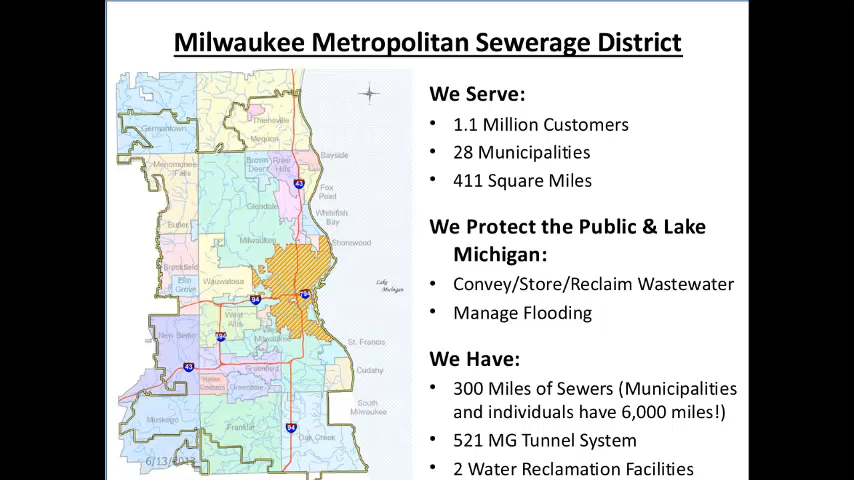 Milwaukee Metropolitan Sewerage District
We Serve:
• 1.1 Million Customers
• 28 Municipalities
• 411 Square Miles
We Protect the Public & Lake
Michigan:
• Convey/Store/Reclaim Wastewater
• Manage Flooding
We Have:
• 300 Miles of Sewers (Municipalities
and individuals have 6,000 miles!)
• 521 MG Tunnel System
• 2 Water Reclamation Facilities
Germantown
Thiensville
Mequon
Menomonee
Falls
Brown
Deer
River
Hills
Bayside
43
Fox
Point
Glendale
Whitefish
Bay
Butler
Milwaukee
Shorewood
Brookfield
Elm
Grove
Wauwatosa
Lake
Michigan
94
794
West
Allis
West
Milwaukee
St. Francis
New Berlin
43
Greenfield
Cudahy
Hales
Corners
Greendale
South
Milwaukee
Muskego
Franklin
94
Oak Creek